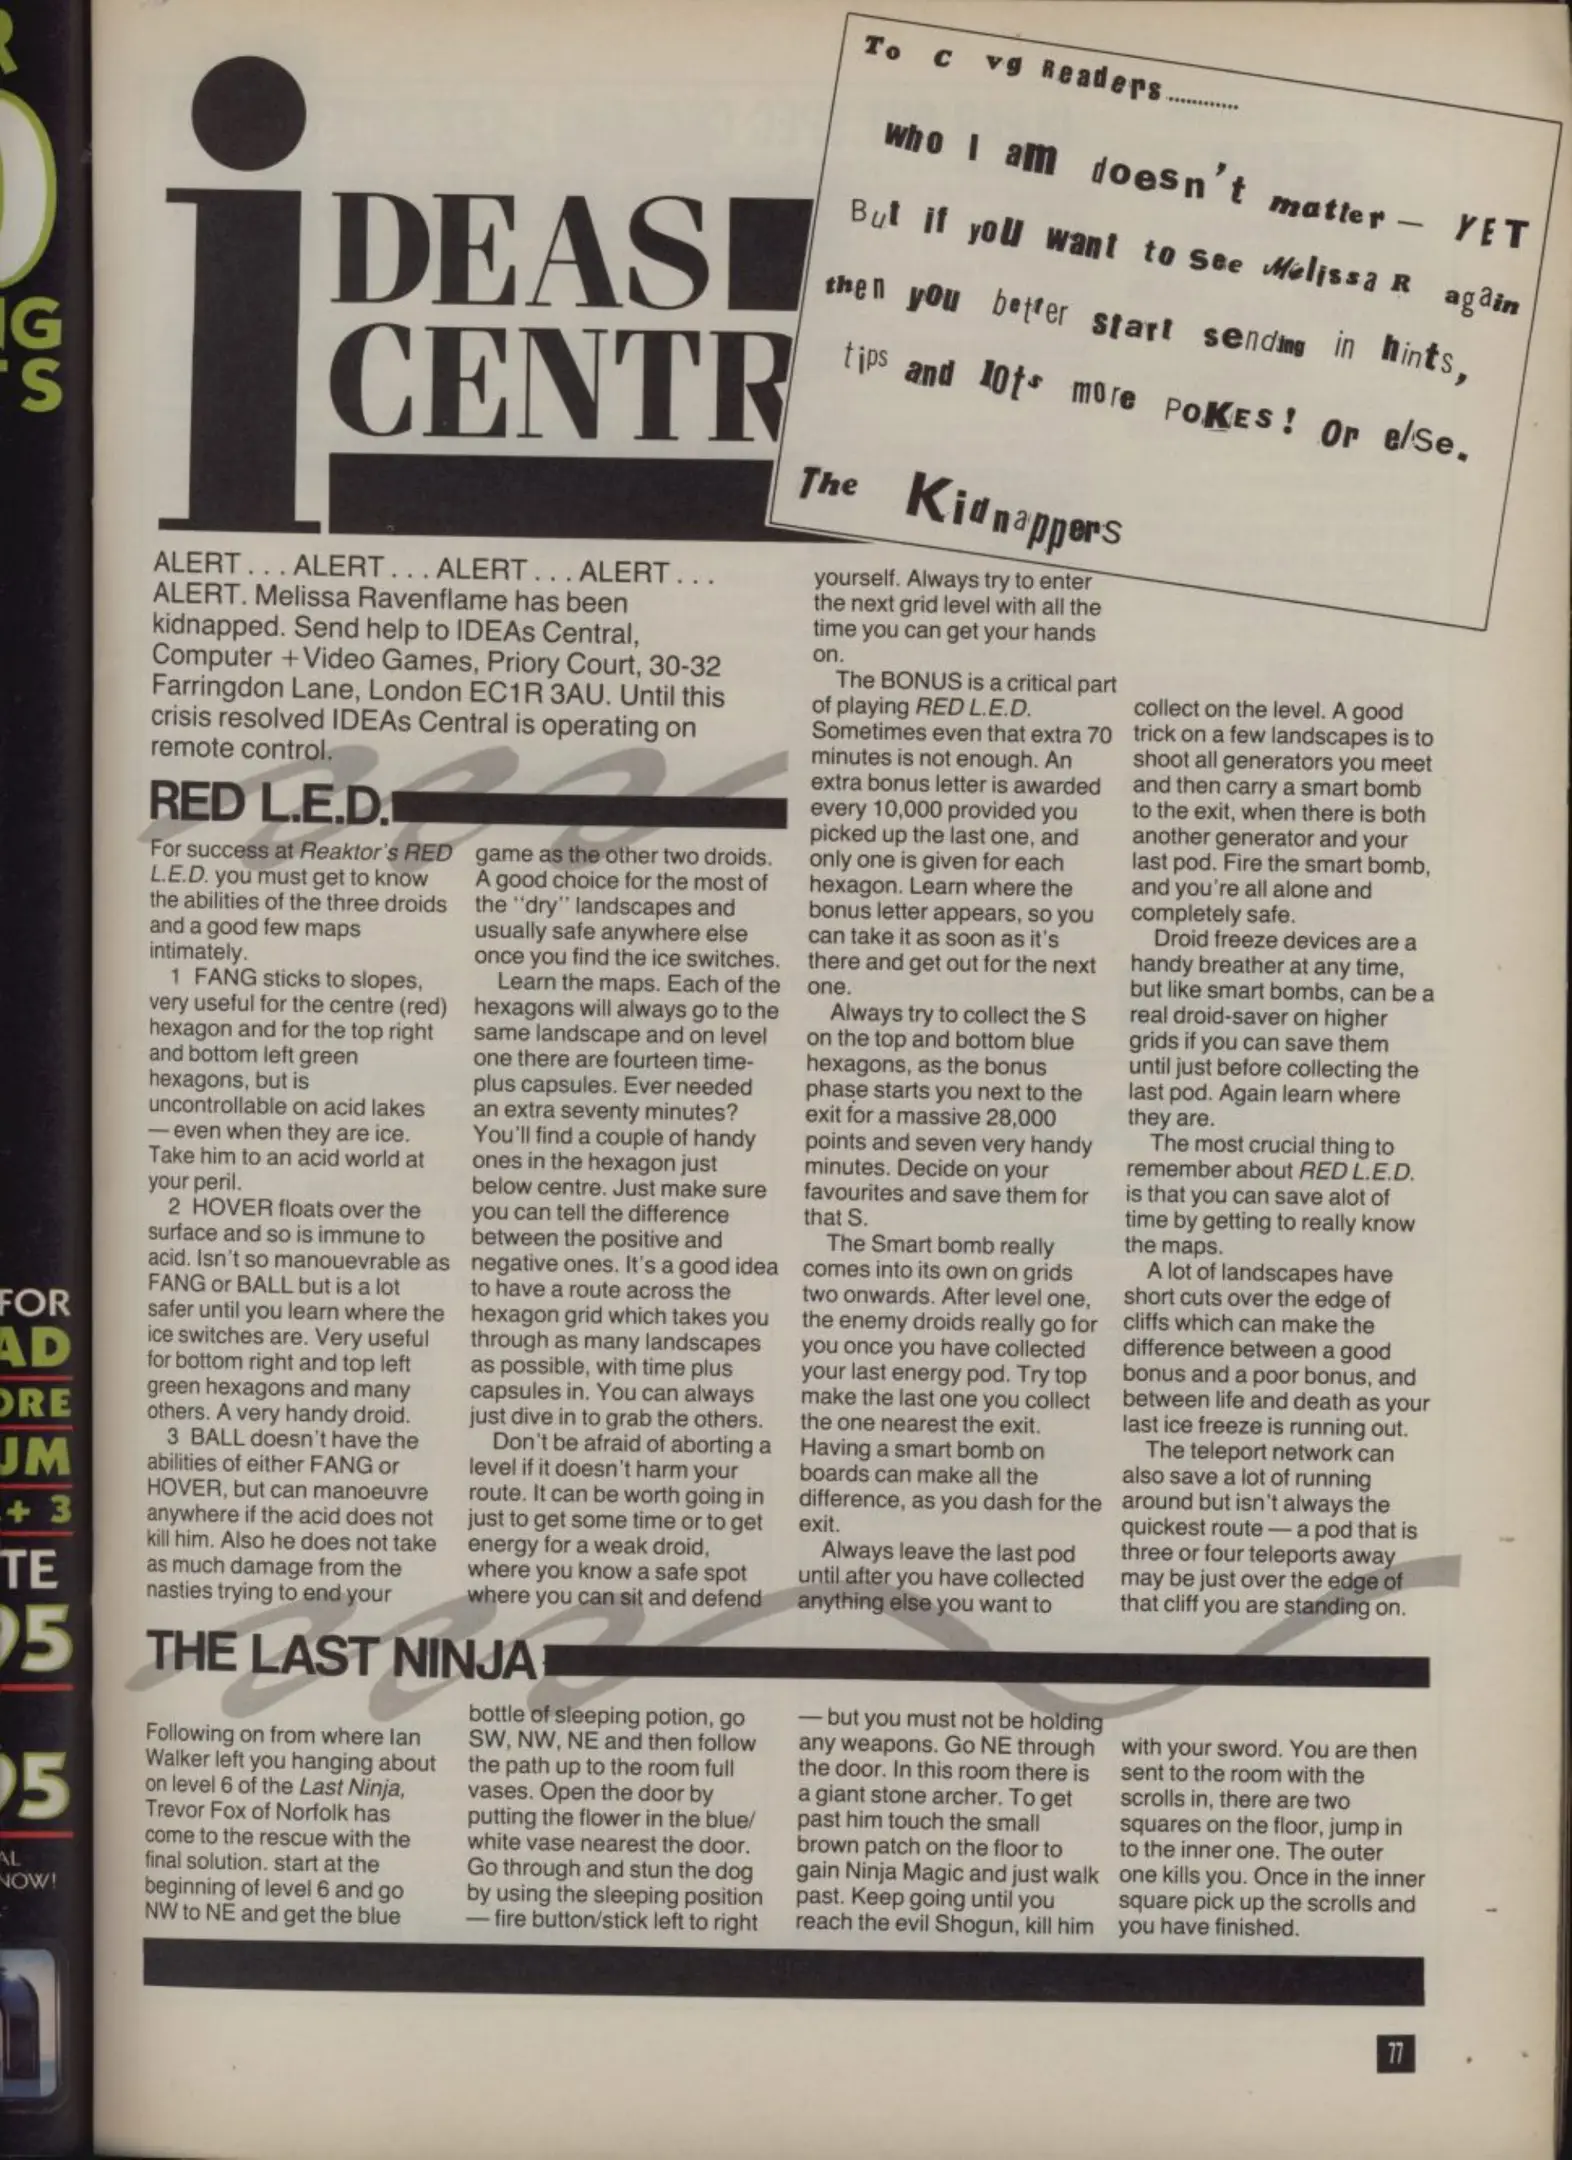 R
0
NG
TS
FOR
AD
ORE
UM
+ 3
TE
95
95
AL
NOW!
iDEAS
CENTR
To C vg Readers............
Who I am doesn't matter — YET
But if you want to see Melissa R again
then you better start sending in hints,
tips and lots more POKES! Or else.
The Kidnappers
ALERT . . . ALERT . . . ALERT . . . ALERT . . .
ALERT. Melissa Ravenflame has been
kidnapped. Send help to IDEAs Central,
Computer + Video Games, Priory Court, 30-32
Farringdon Lane, London EC1R 3AU. Until this
crisis resolved IDEAs Central is operating on
remote control.
RED L.E.D.
For success at Reaktor's RED
L.E.D. you must get to know
the abilities of the three droids
and a good few maps
intimately.
1 FANG sticks to slopes,
very useful for the centre (red)
hexagon and for the top right
and bottom left green
hexagons, but is
uncontrollable on acid lakes
— even when they are ice.
Take him to an acid world at
your peril.
2 HOVER floats over the
surface and so is immune to
acid. Isn't so manouevrable as
FANG or BALL but is a lot
safer until you learn where the
ice switches are. Very useful
for bottom right and top left
green hexagons and many
others. A very handy droid.
3 BALL doesn't have the
abilities of either FANG or
HOVER, but can manoeuvre
anywhere if the acid does not
kill him. Also he does not take
as much damage from the
nasties trying to end your
game as the other two droids.
A good choice for the most of
the "dry" landscapes and
usually safe anywhere else
once you find the ice switches.
Learn the maps. Each of the
hexagons will always go to the
same landscape and on level
one there are fourteen time-
plus capsules. Ever needed
an extra seventy minutes?
You'll find a couple of handy
ones in the hexagon just
below centre. Just make sure
you can tell the difference
between the positive and
negative ones. It's a good idea
to have a route across the
hexagon grid which takes you
through as many landscapes
as possible, with time plus
capsules in. You can always
just dive in to grab the others.
Don't be afraid of aborting a
level if it doesn't harm your
route. It can be worth going in
just to get some time or to get
energy for a weak droid,
where you know a safe spot
where you can sit and defend
yourself. Always try to enter
the next grid level with all the
time you can get your hands
on.
The BONUS is a critical part
of playing RED L.E.D.
Sometimes even that extra 70
minutes is not enough. An
extra bonus letter is awarded
every 10,000 provided you
picked up the last one, and
only one is given for each
hexagon. Learn where the
bonus letter appears, so you
can take it as soon as it's
there and get out for the next
one.
Always try to collect the S
on the top and bottom blue
hexagons, as the bonus
phase starts you next to the
exit for a massive 28,000
points and seven very handy
minutes. Decide on your
favourites and save them for
that S.
The Smart bomb really
comes into its own on grids
two onwards. After level one,
the enemy droids really go for
you once you have collected
your last energy pod. Try top
make the last one you collect
the one nearest the exit.
Having a smart bomb on
boards can make all the
difference, as you dash for the
exit.
Always leave the last pod
until after you have collected
anything else you want to
collect on the level. A good
trick on a few landscapes is to
shoot all generators you meet
and then carry a smart bomb
to the exit, when there is both
another generator and your
last pod. Fire the smart bomb,
and you're all alone and
completely safe.
Droid freeze devices are a
handy breather at any time,
but like smart bombs, can be a
real droid-saver on higher
grids if you can save them
until just before collecting the
last pod. Again learn where
they are.
The most crucial thing to
remember about RED L.E.D.
is that you can save alot of
time by getting to really know
the maps.
A lot of landscapes have
short cuts over the edge of
cliffs which can make the
difference between a good
bonus and a poor bonus, and
between life and death as your
last ice freeze is running out.
The teleport network can
also save a lot of running
around but isn't always the
quickest route — a pod that is
three or four teleports away
may be just over the edge of
that cliff you are standing on.
THE LAST NINJA
Following on from where Ian
Walker left you hanging about
on level 6 of the Last Ninja,
Trevor Fox of Norfolk has
come to the rescue with the
final solution. start at the
beginning of level 6 and go
NW to NE and get the blue
bottle of sleeping potion, go
SW, NW, NE and then follow
the path up to the room full
vases. Open the door by
putting the flower in the blue/
white vase nearest the door.
Go through and stun the dog
by using the sleeping position
— fire button/stick left to right
— but you must not be holding
any weapons. Go NE through
the door. In this room there is
a giant stone archer. To get
past him touch the small
brown patch on the floor to
gain Ninja Magic and just walk
past. Keep going until you
reach the evil Shogun, kill him
with your sword. You are then
sent to the room with the
scrolls in, there are two
squares on the floor, jump in
to the inner one. The outer
one kills you. Once in the inner
square pick up the scrolls and
you have finished.
77